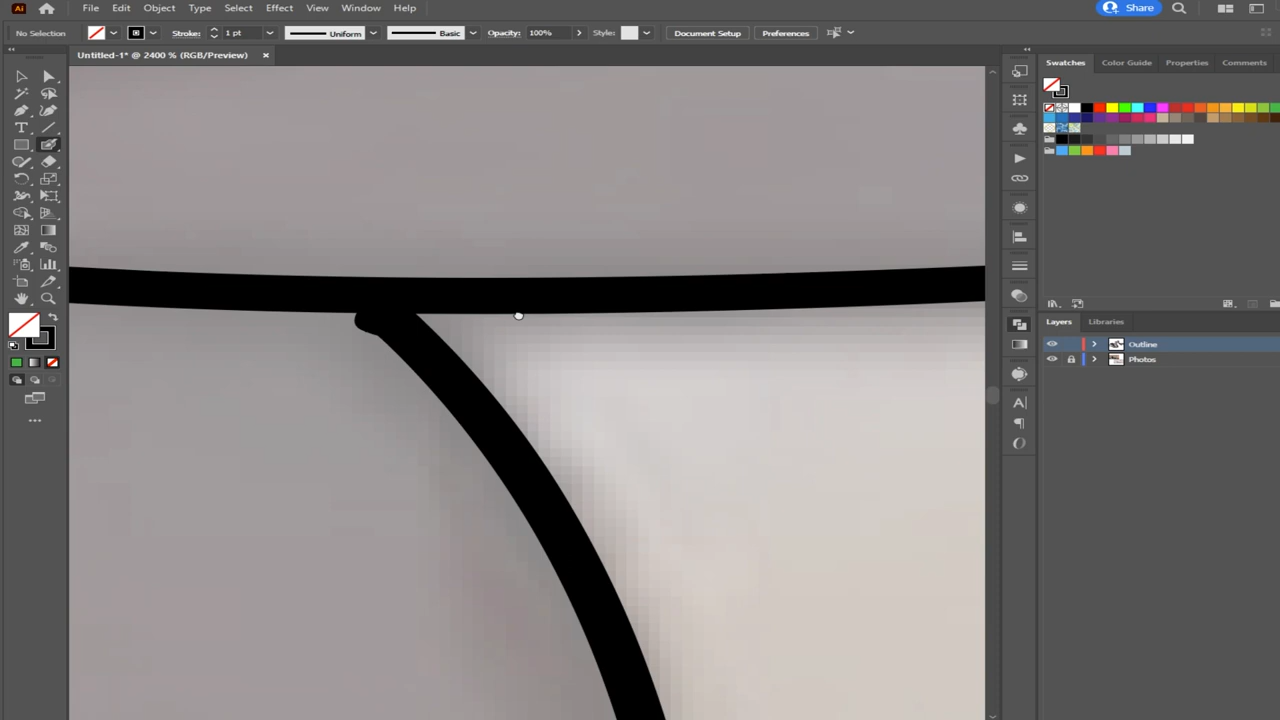 Ai File Edit Object Type Select Effect View Window Help Share
No Selection Stroke: 1 pt Uniform Basic Opacity: 100% Style: Document Setup Preferences
Untitled-1* @ 2400 % (RGB/Preview) ×
Swatches Color Guide Properties Comments
Layers Libraries
Outline
Photos